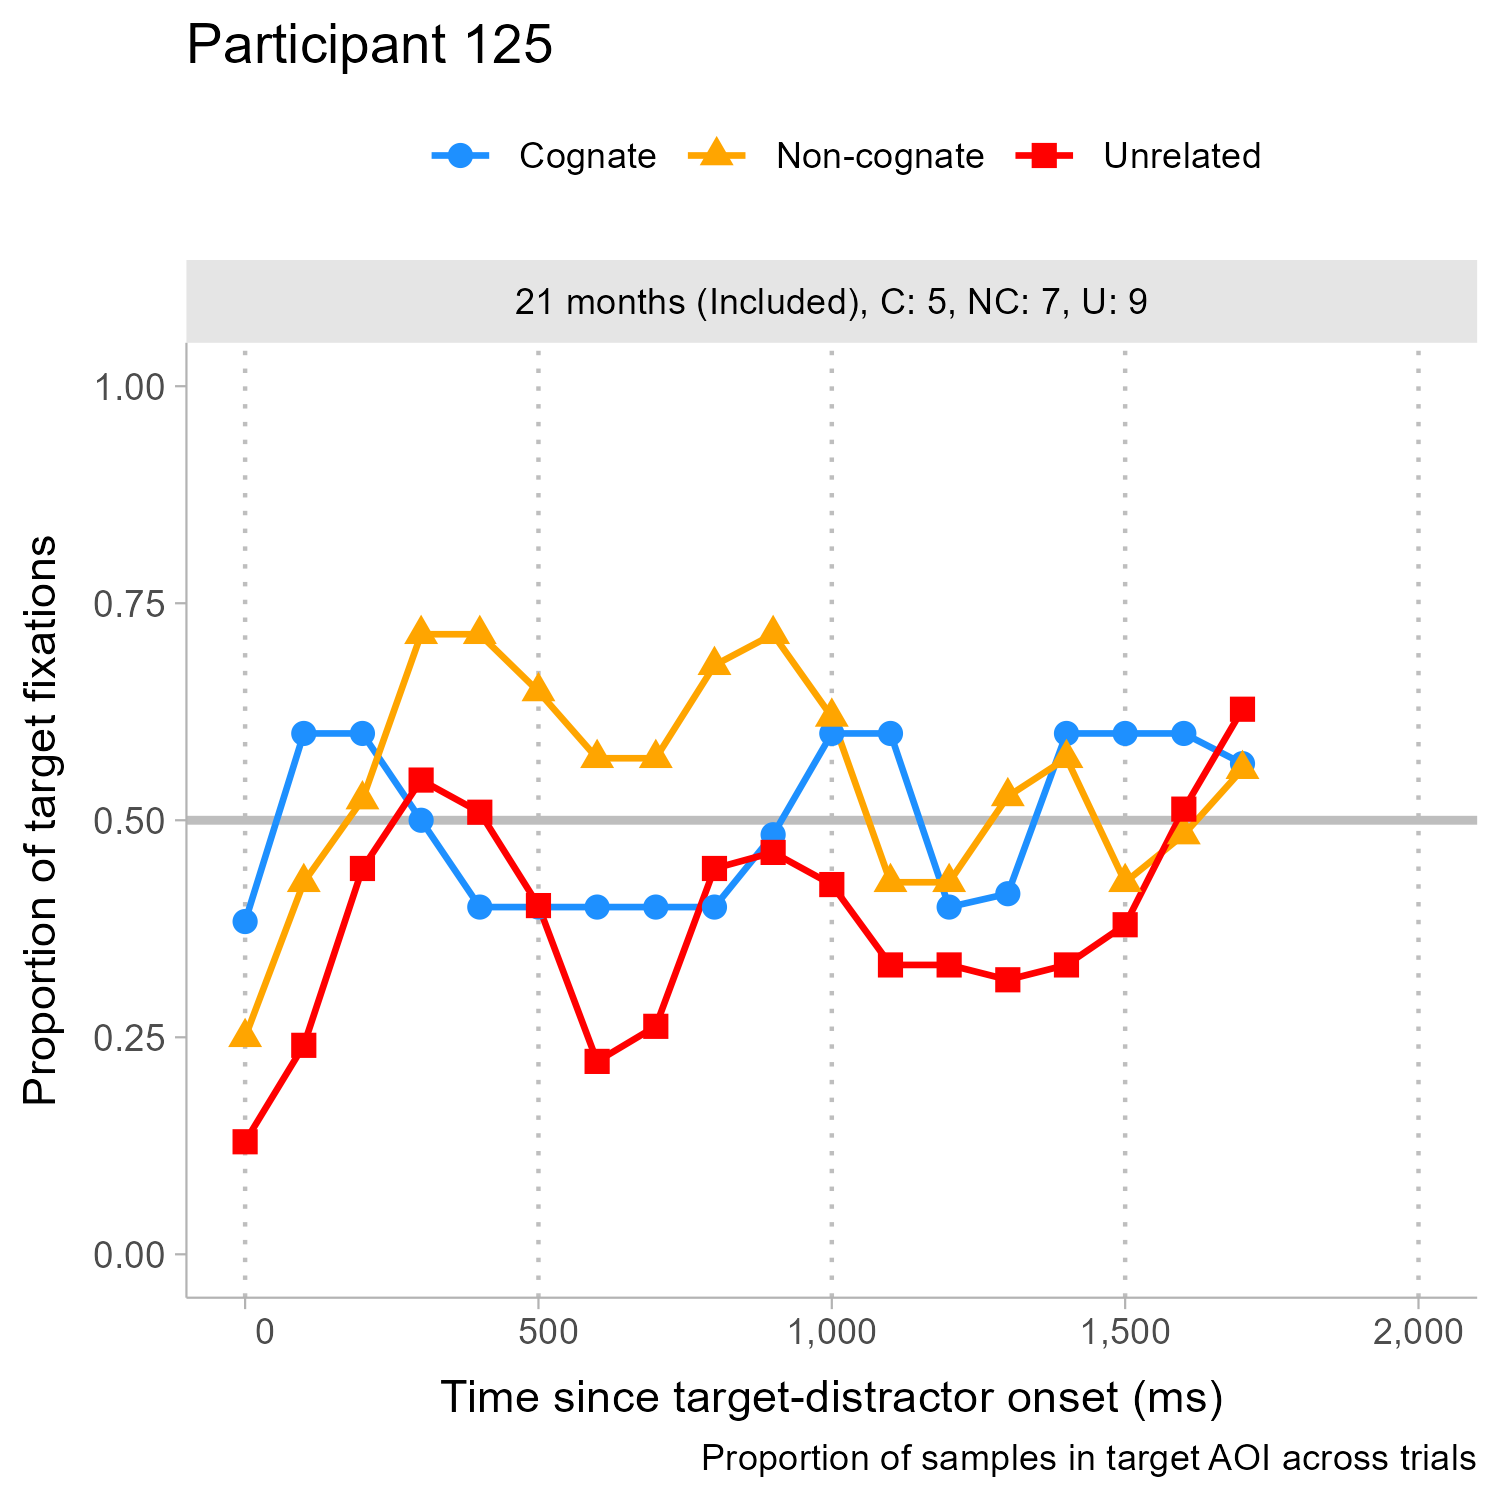 Participant 125
Cognate Non-cognate Unrelated
21 months (Included), C: 5, NC: 7, U: 9
1.00
0.75
0.50
0.25
0.00
Proportion of target fixations
0 500 1,000 1,500 2,000
Time since target-distractor onset (ms)
Proportion of samples in target AOI across trials